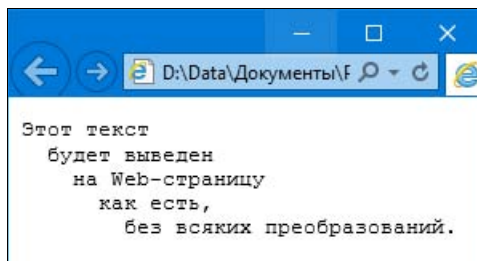 D:\Data\Документы\F
Этот текст
будет выведен
на Web-страницу
как есть,
без всяких преобразований.